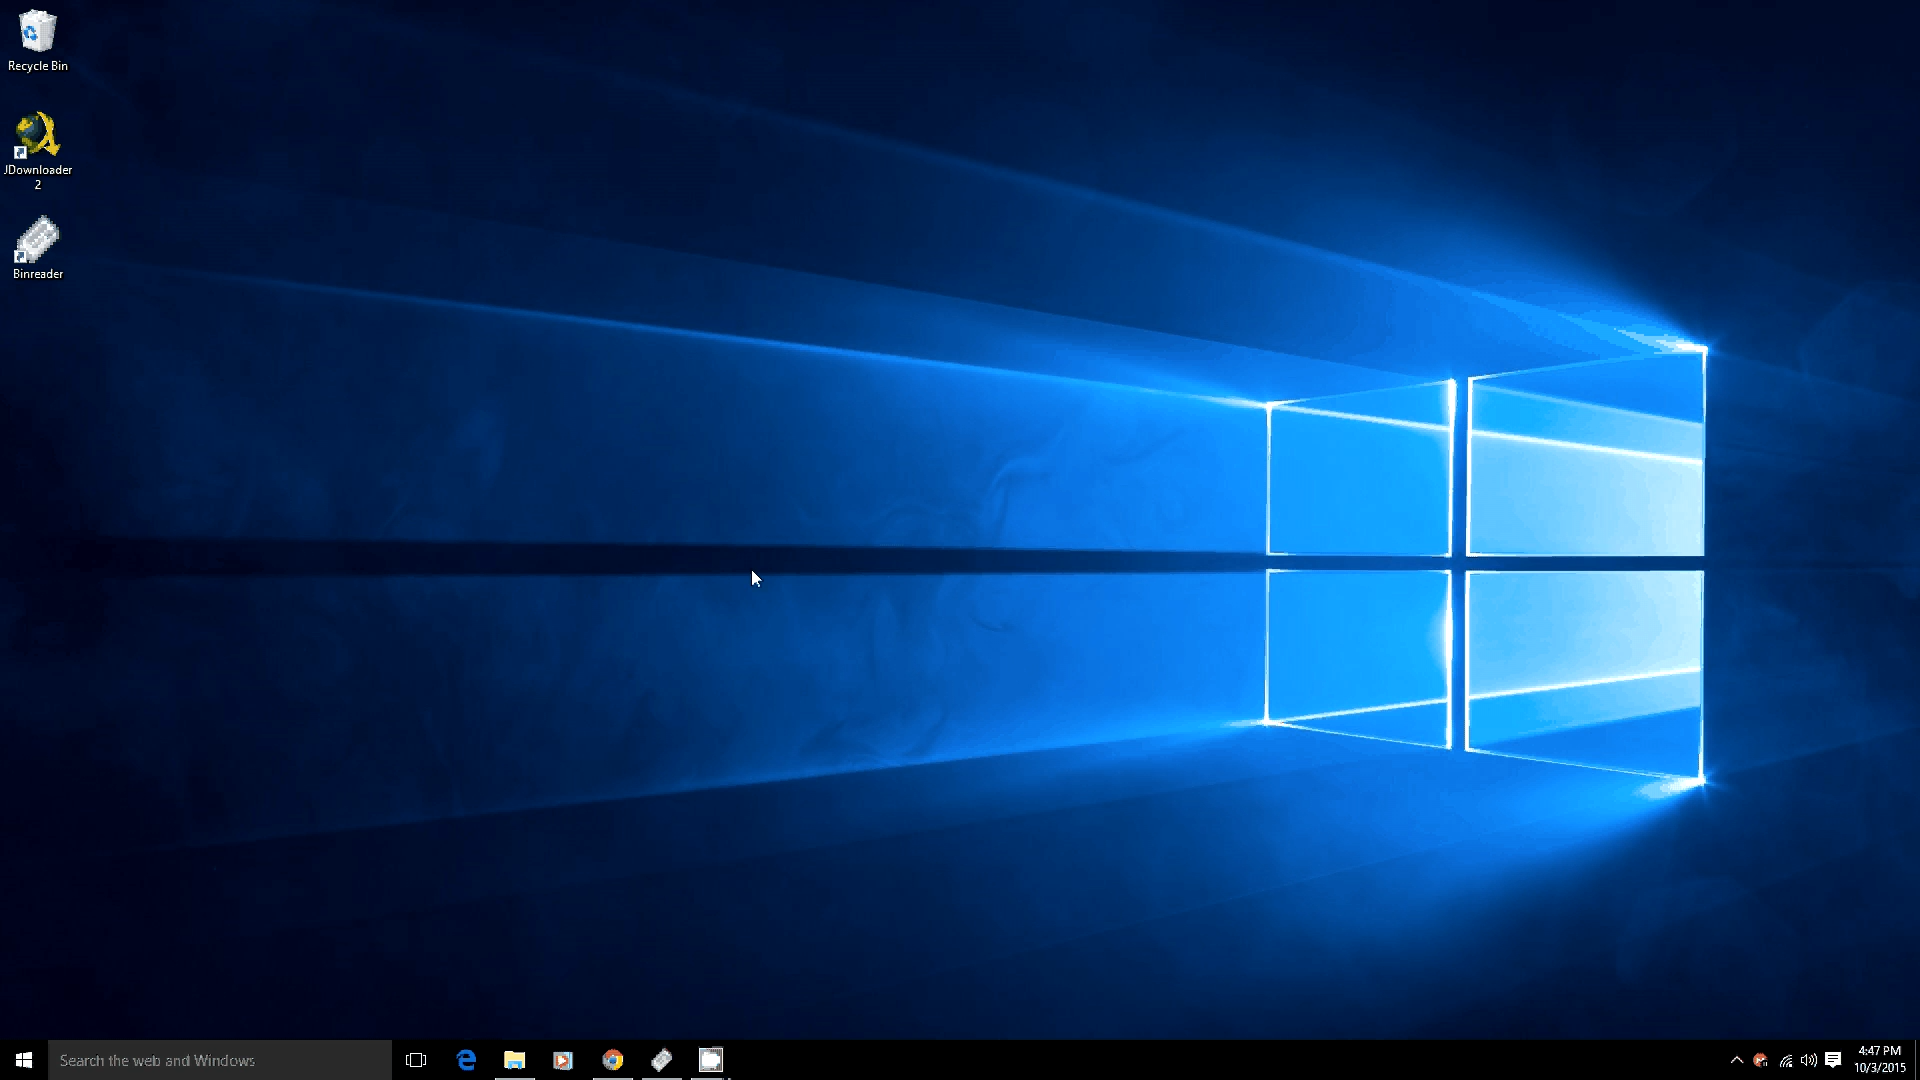 Recycle Bin
JDownloader
2
Binreader
Search the web and Windows
4:47 PM
10/3/2015